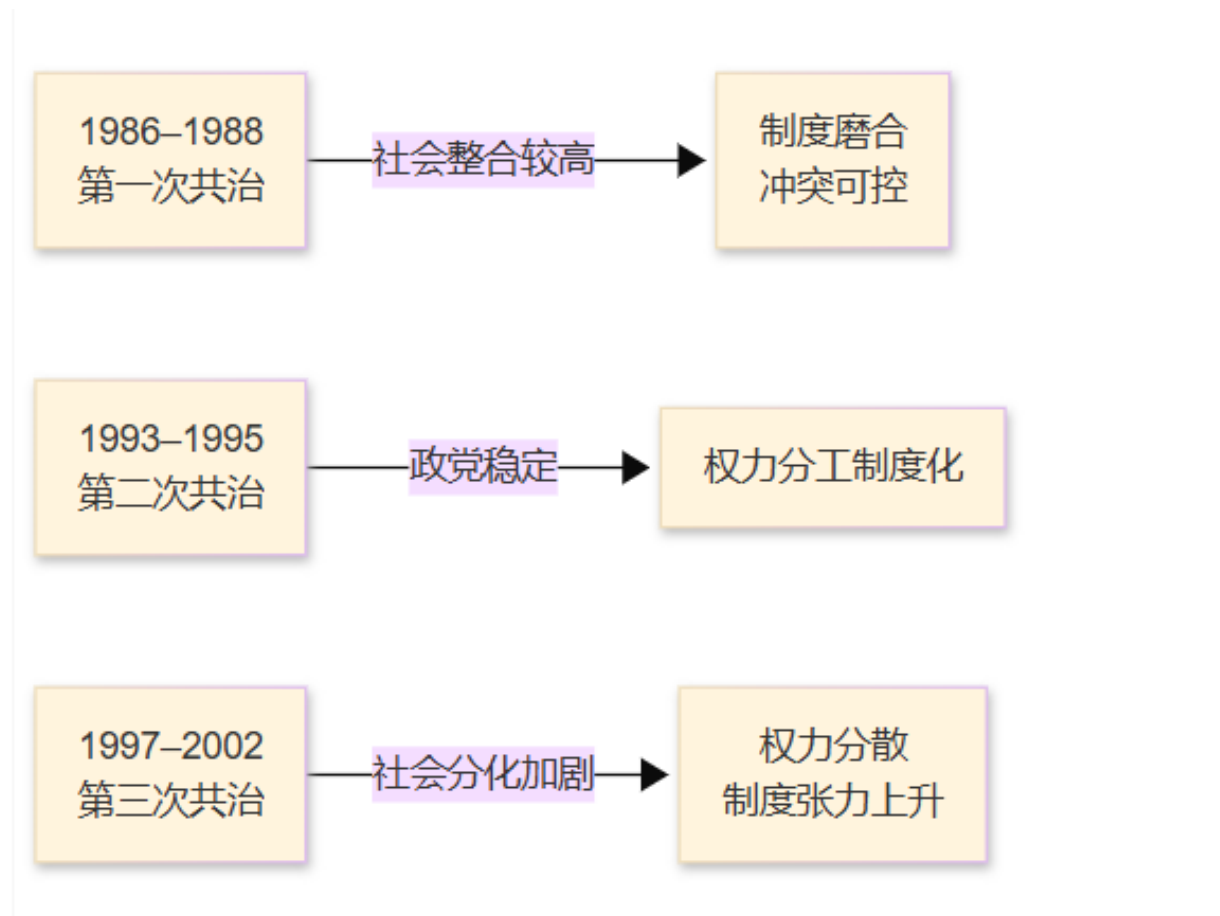 1986–1988
第一次共治
社会整合较高
制度磨合
冲突可控
1993–1995
第二次共治
政党稳定
权力分工制度化
1997–2002
第三次共治
社会分化加剧
权力分散
制度张力上升